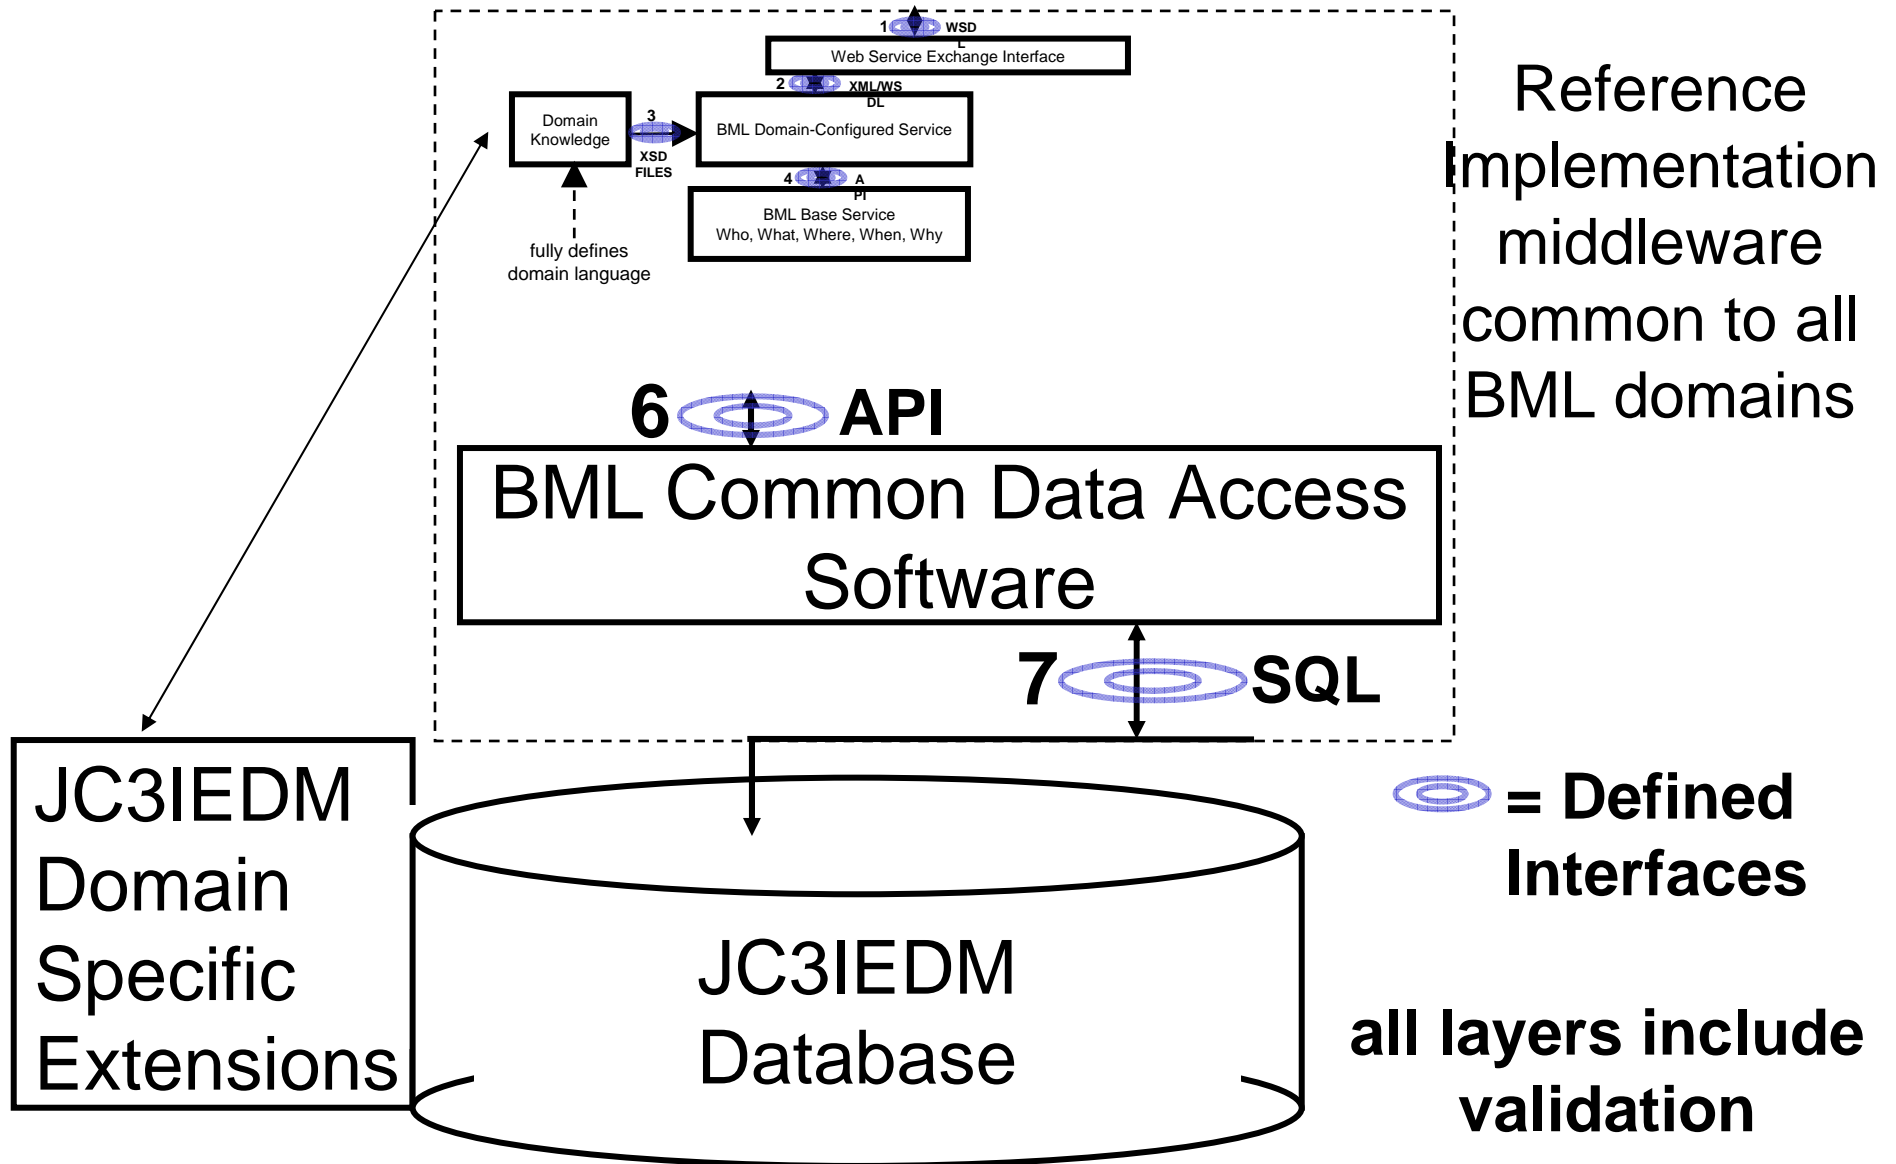 1
WSD
L
Web Service Exchange Interface
2
XML/WS
DL
Domain
Knowledge
3
XSD
FILES
BML Domain-Configured Service
4
A
PI
BML Base Service
Who, What, Where, When, Why
fully defines
domain language
Reference
Implementation
middleware
common to all
BML domains
6
API
BML Common Data Access
Software
7
SQL
JC3IEDM
Domain
Specific
Extensions
JC3IEDM
Database
= Defined
Interfaces
all layers include
validation